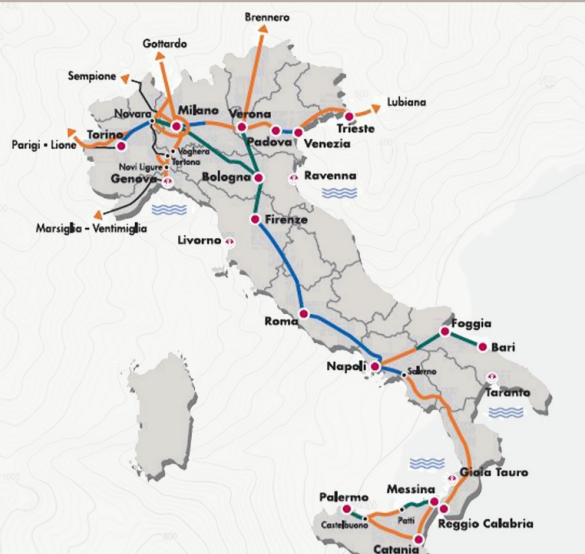 Brennero
Gottardo
Sempione
Lubiana
Novara
Milano
Verona
Trieste
Torino
Padova
Venezia
Parigi - Lione
Voghera
Tortona
Novi Ligure
Bologna
Ravenna
Genova
Marsiglia - Ventimiglia
Firenze
Livorno
Roma
Foggia
Bari
Napoli
Salerno
Taranto
Gioia Tauro
Messina
Palermo
Castelbuono
Patti
Reggio Calabria
Catania